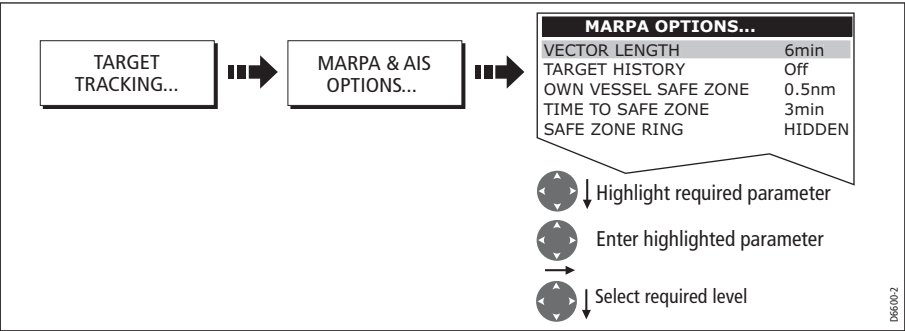 TARGET
TRACKING...
MARPA & AIS
OPTIONS...
MARPA OPTIONS...
VECTOR LENGTH 6min
TARGET HISTORY Off
OWN VESSEL SAFE ZONE 0.5nm
TIME TO SAFE ZONE 3min
SAFE ZONE RING HIDDEN
Highlight required parameter
Enter highlighted parameter
Select required level
D6600-2